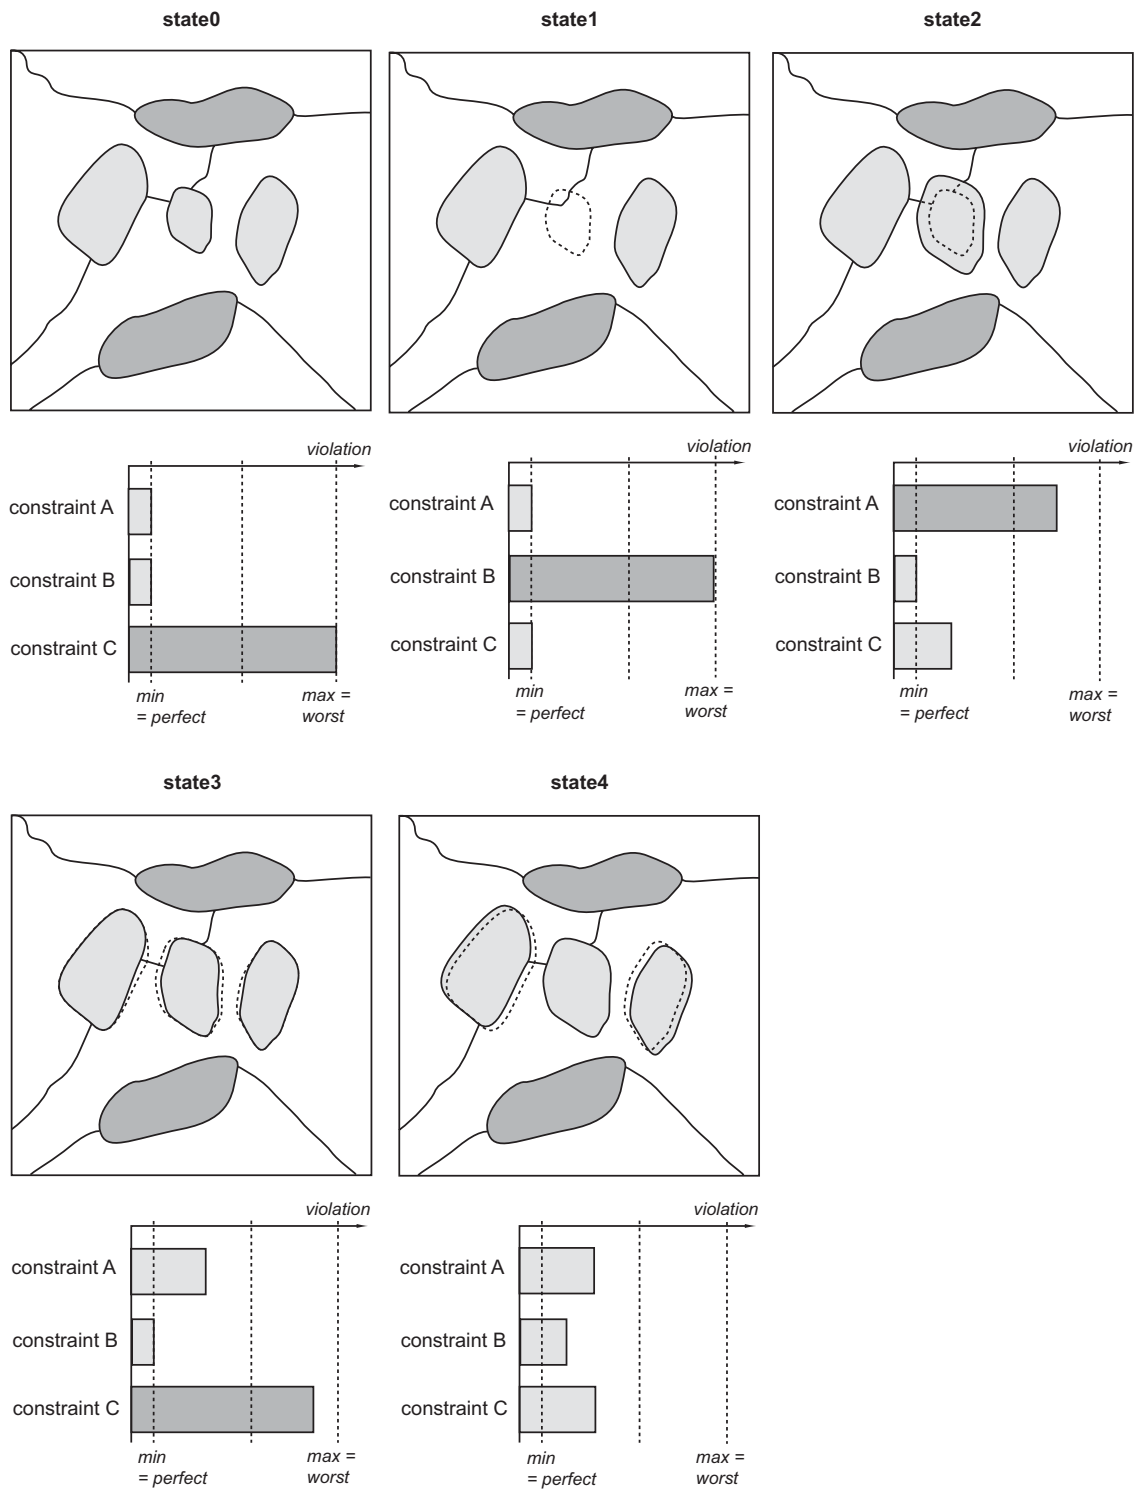 state0
state1
state2
violation
constraint A
constraint B
constraint C
min
= perfect
max =
worst
violation
constraint A
constraint B
constraint C
min
= perfect
max =
worst
violation
constraint A
constraint B
constraint C
min
= perfect
max =
worst
state3
state4
violation
constraint A
constraint B
constraint C
min
= perfect
max =
worst
violation
constraint A
constraint B
constraint C
min
= perfect
max =
worst